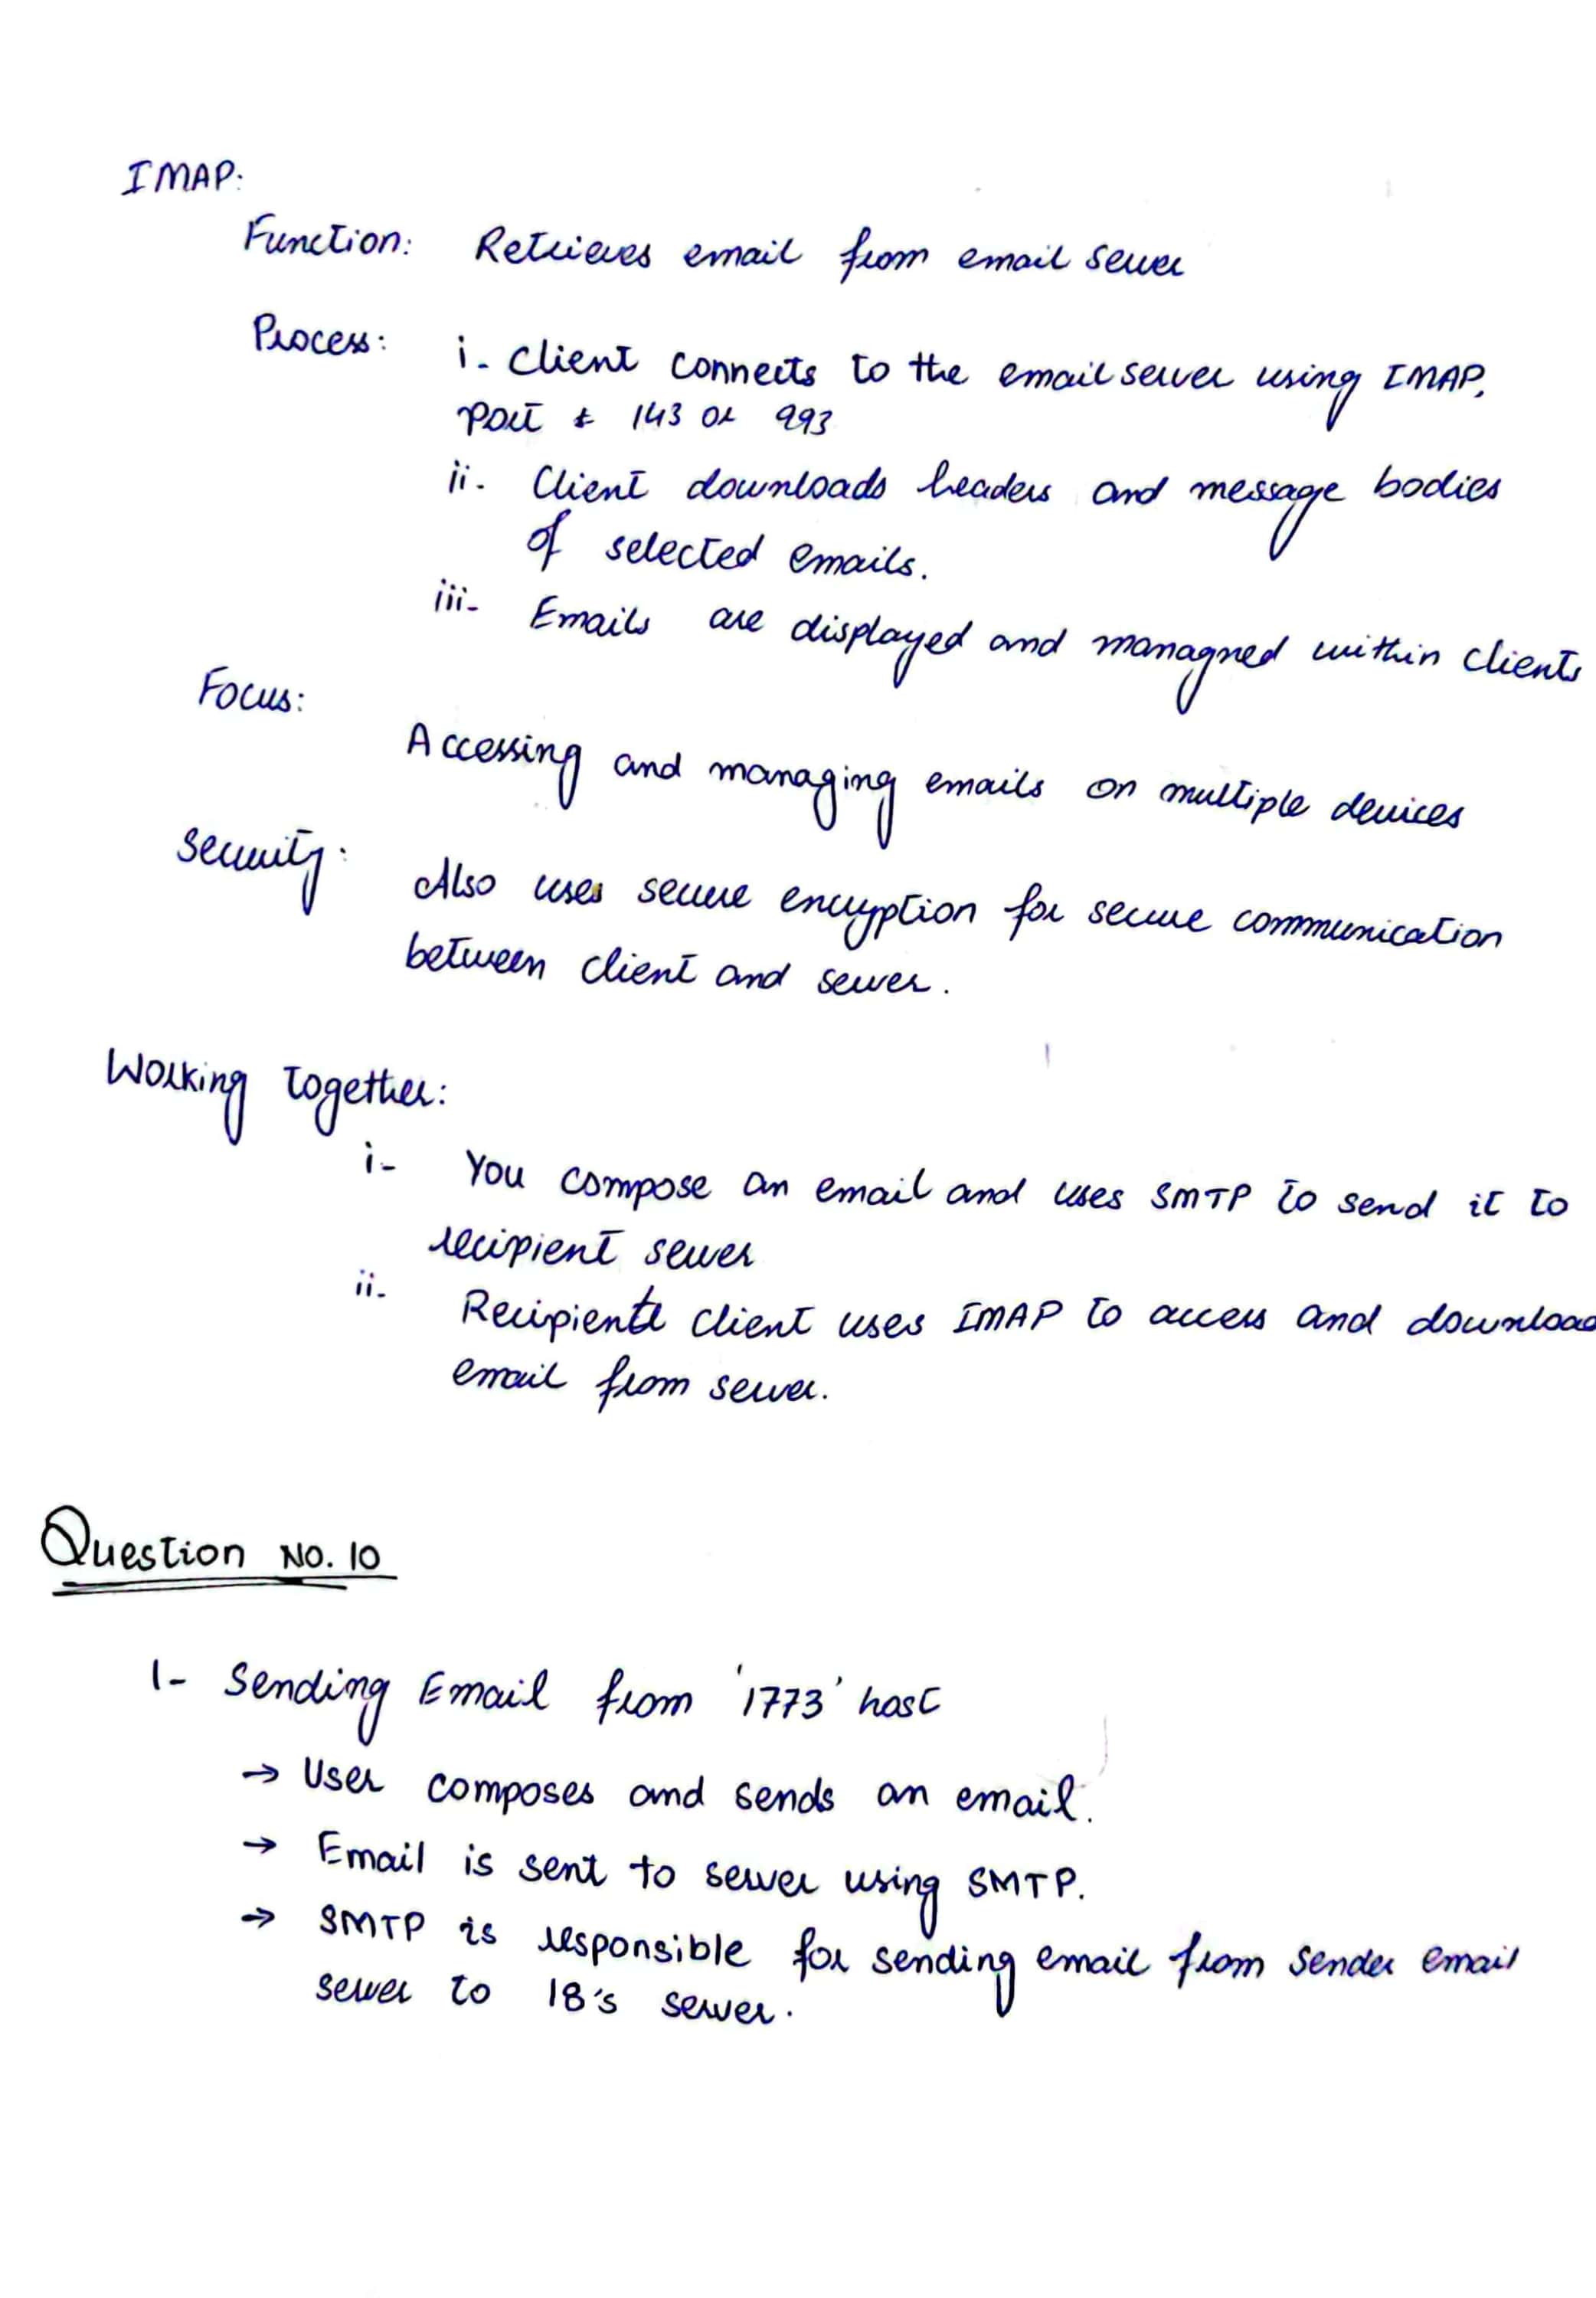 IMAP:
Function: Retrieves email from email server
Process: i- Client connects to the email server using IMAP,
port 143 or 993
ii- Client downloads headers and message bodies
of selected emails.
iii- Emails are displayed and managned within clients
Focus:
Accessing and managing emails on multiple devices
Security:
Also uses secure encryption for secure communication
between client and server.
Working together:
i- You compose an email and uses SMTP to send it to
recipient server
ii- Recipient client uses IMAP to access and download
email from server.
Question No. 10
1- Sending Email from '1773' host
→ User composes and sends an email.
→ Email is sent to server using SMTP.
→ SMTP is responsible for sending email from sender email
server to 18's server.